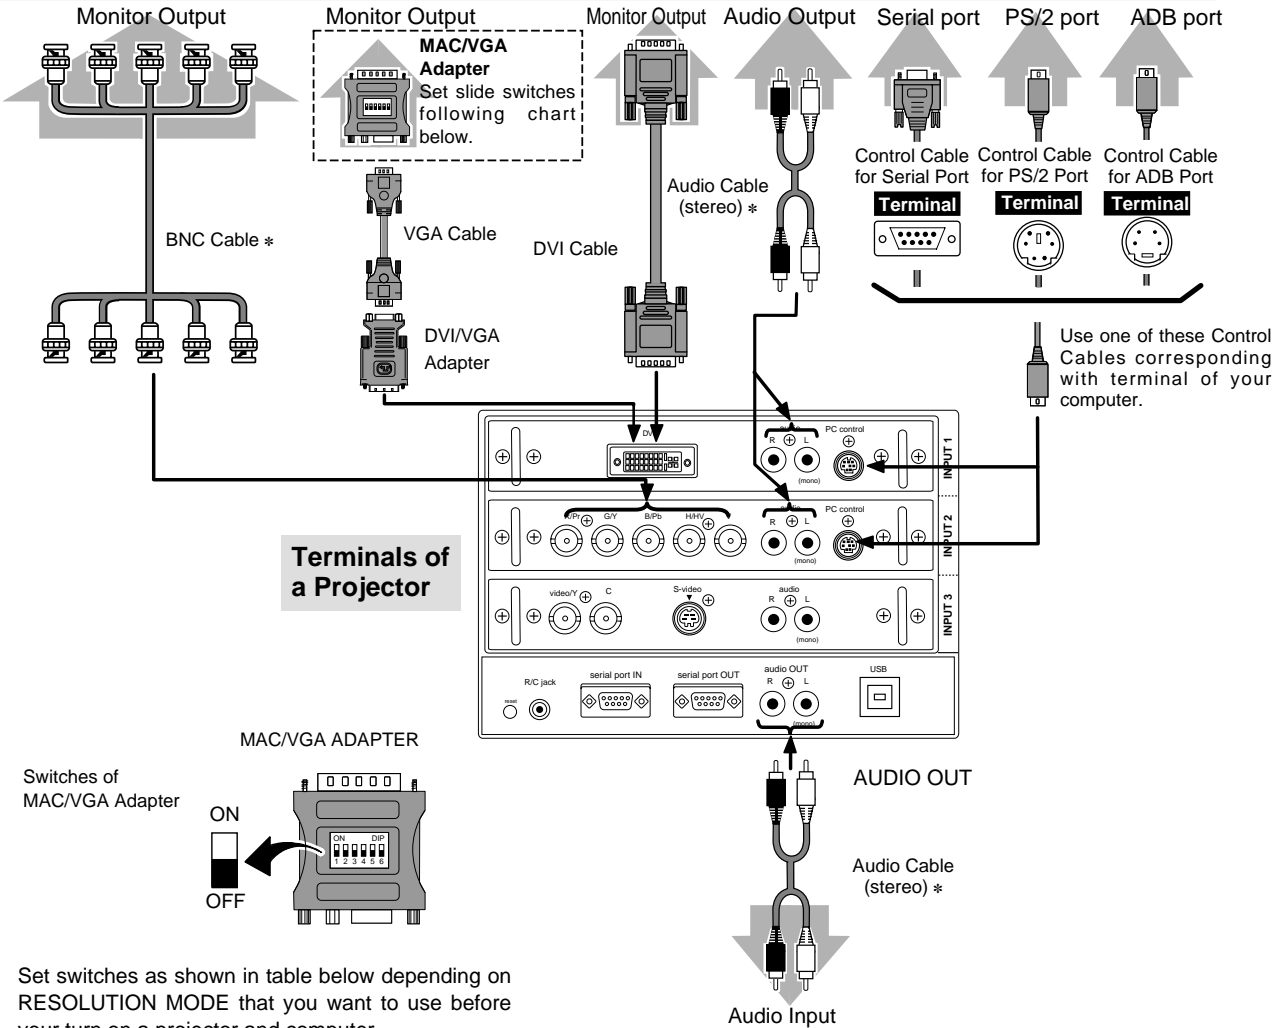 Monitor Output
Monitor Output
Monitor Output
Audio Output
Serial port
PS/2 port
ADB port
MAC/VGA
Adapter
Set slide switches
following chart
below.
BNC Cable *
VGA Cable
DVI/VGA
Adapter
DVI Cable
Audio Cable
(stereo) *
Control Cable
for Serial Port
Control Cable
for PS/2 Port
Control Cable
for ADB Port
Terminal
Terminal
Terminal
Use one of these Control
Cables corresponding
with terminal of your
computer.
R L
PC control
(mono)
INPUT 1
G/Y
B/Pb
H/HV
R L
PC control
(mono)
INPUT 2
Terminals of
a Projector
video/Y
C
S-video
audio
R L
(mono)
INPUT 3
reset
R/C jack
serial port IN
serial port OUT
audio OUT
R L
(mono)
USB
MAC/VGA ADAPTER
Switches of
MAC/VGA Adapter
ON
OFF
ON DIP
1 2 3 4 5 6
AUDIO OUT
Audio Cable
(stereo) *
Audio Input
Set switches as shown in table below depending on
RESOLUTION MODE that you want to use before
your turn on a projector and computer